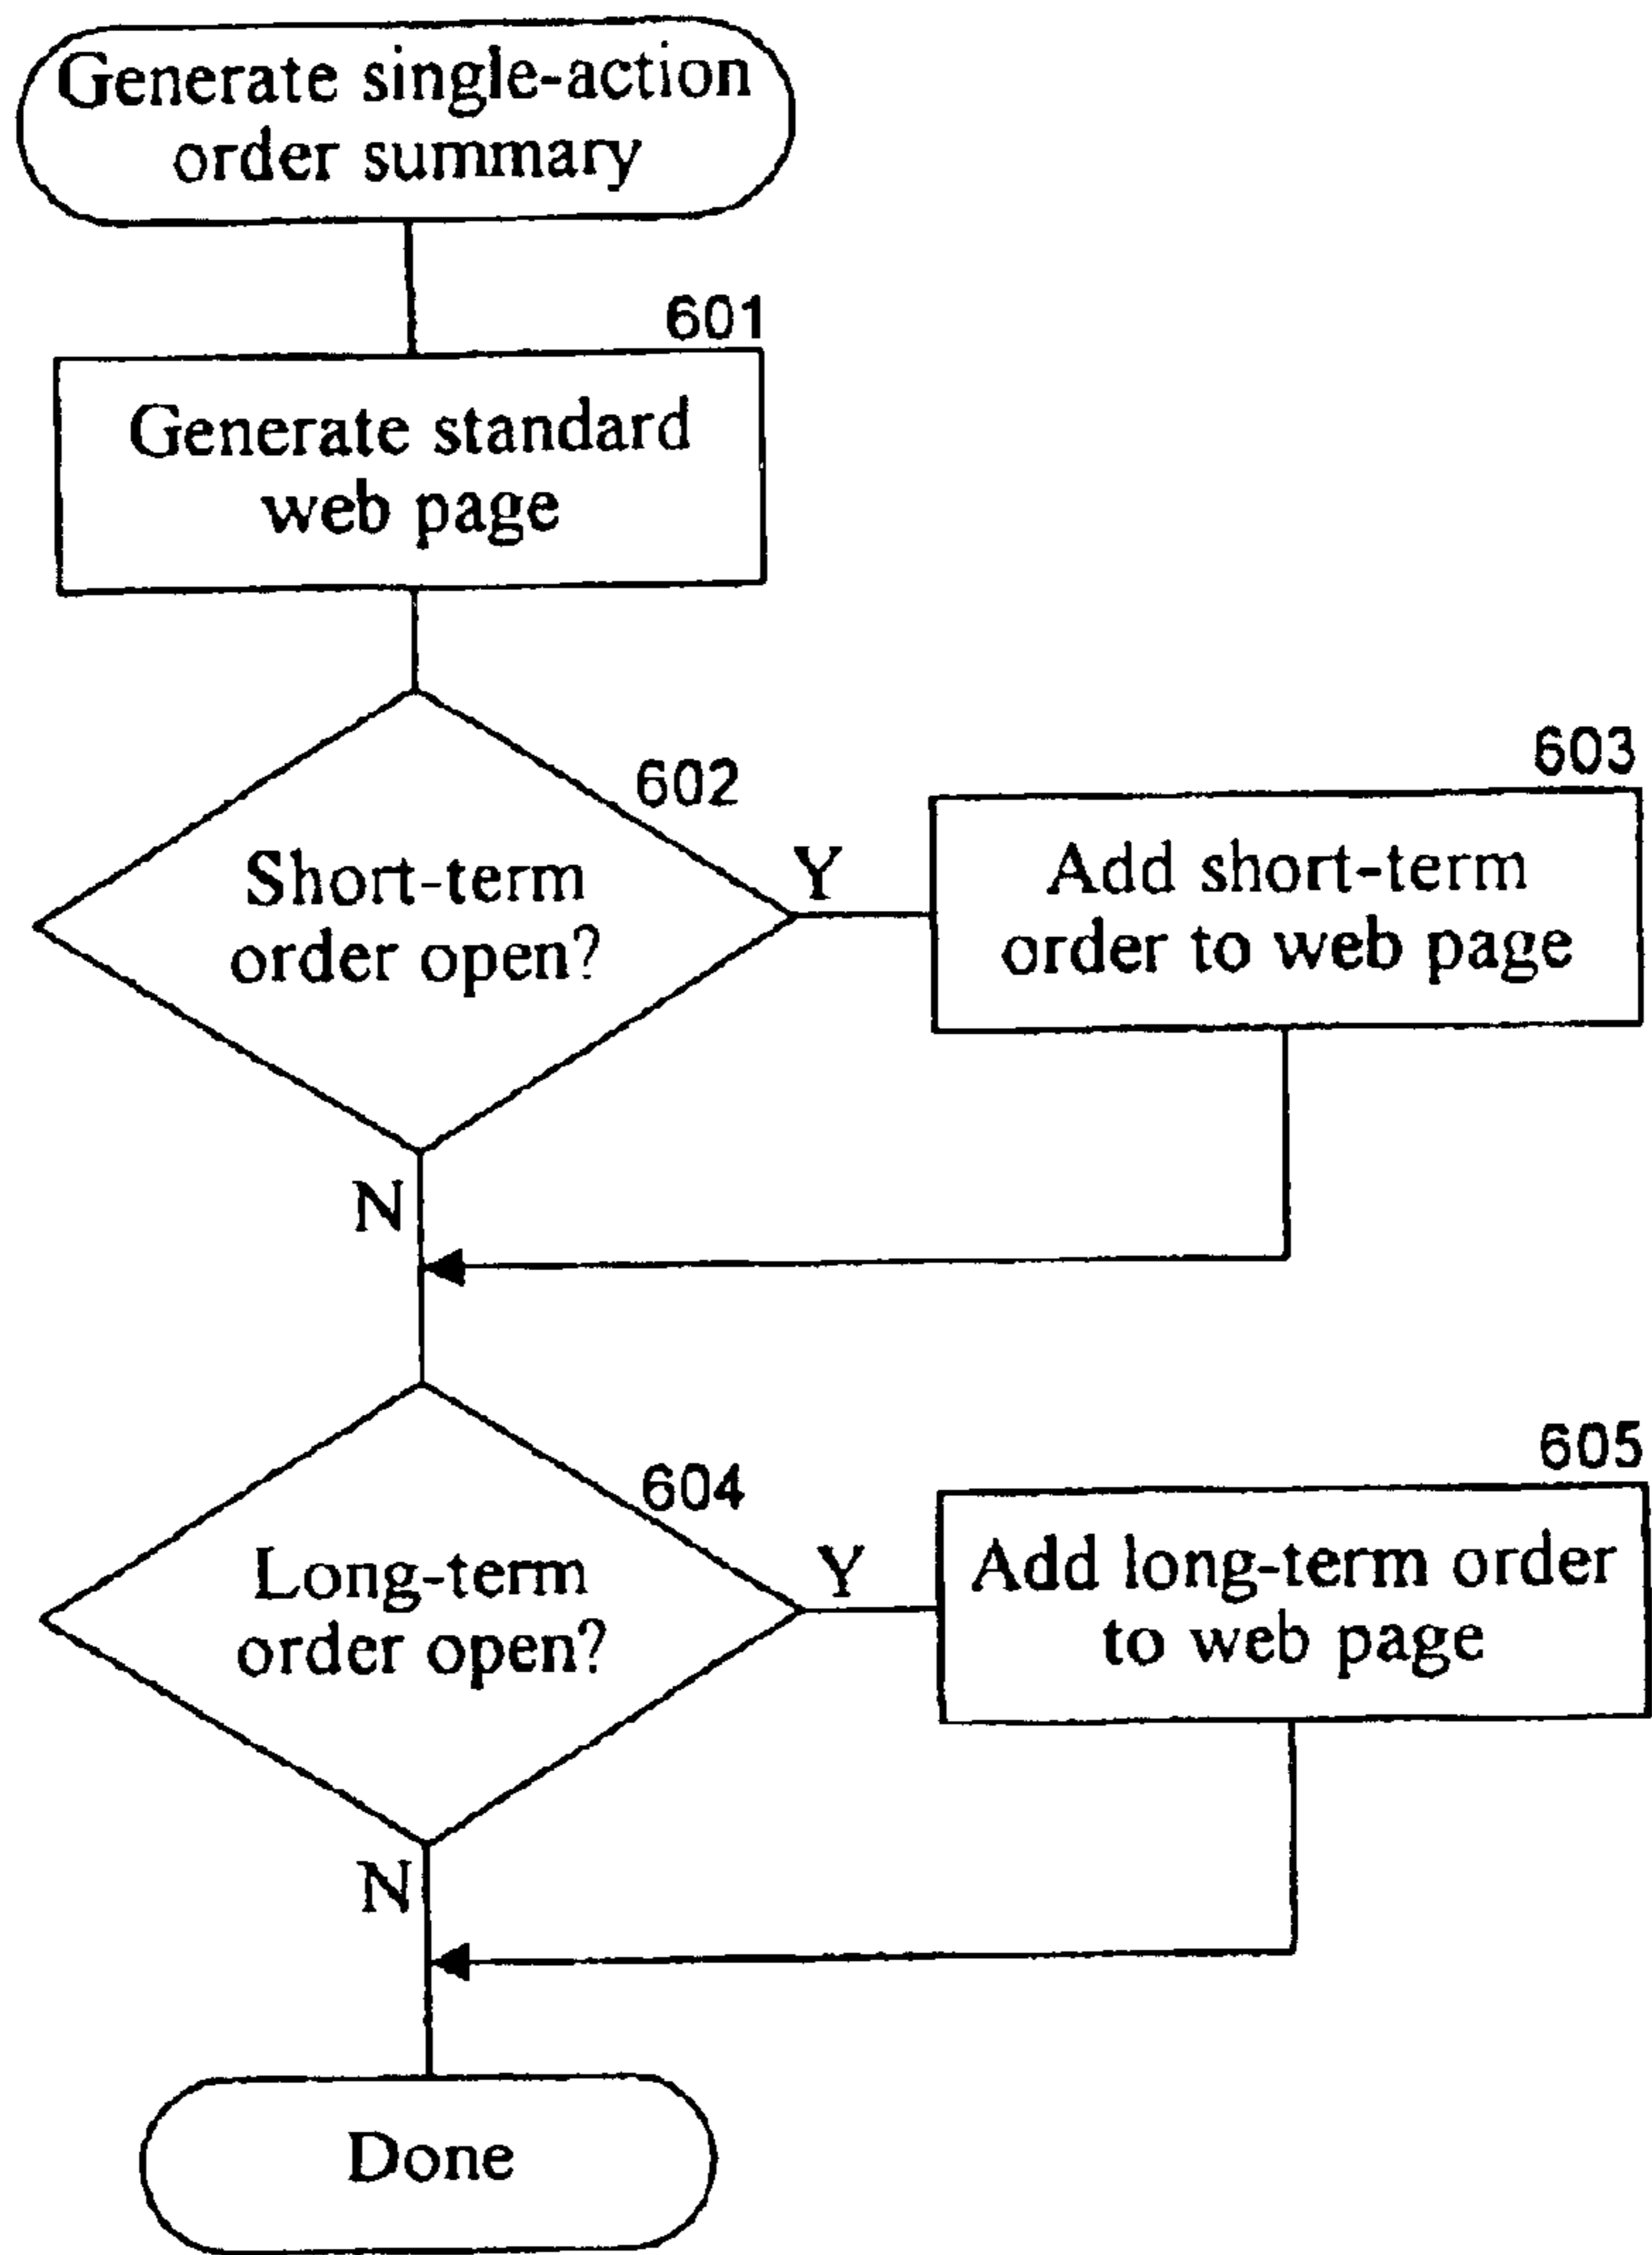 Generate single-action
order summary
601
Generate standard
web page
602
Short-term
order open?
Y
603
Add short-term
order to web page
N
604
Long-term
order open?
Y
605
Add long-term order
to web page
N
Done